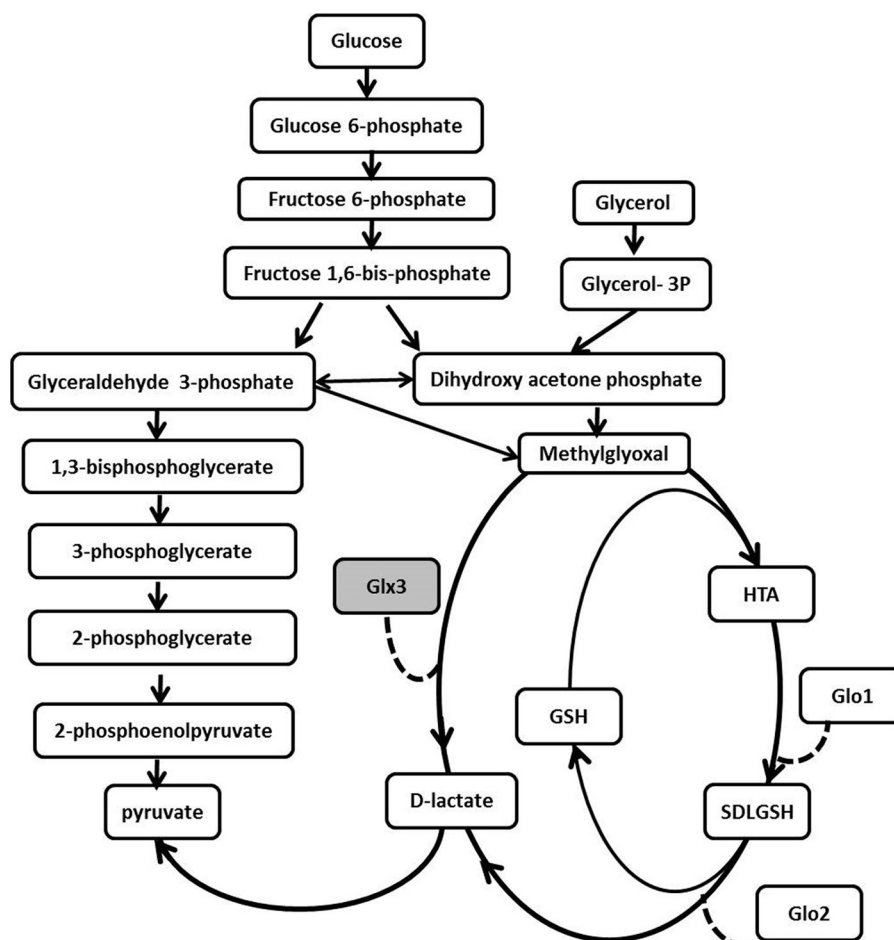 Glucose
Glucose 6-phosphate
Fructose 6-phosphate
Glycerol
Fructose 1,6-bis-phosphate
Glycerol- 3P
Glyceraldehyde 3-phosphate
Dihydroxy acetone phosphate
Methylglyoxal
1,3-bisphosphoglycerate
3-phosphoglycerate
Glx3
HTA
2-phosphoglycerate
Glo1
GSH
2-phosphoenolpyruvate
D-lactate
pyruvate
SDLGSH
Glo2